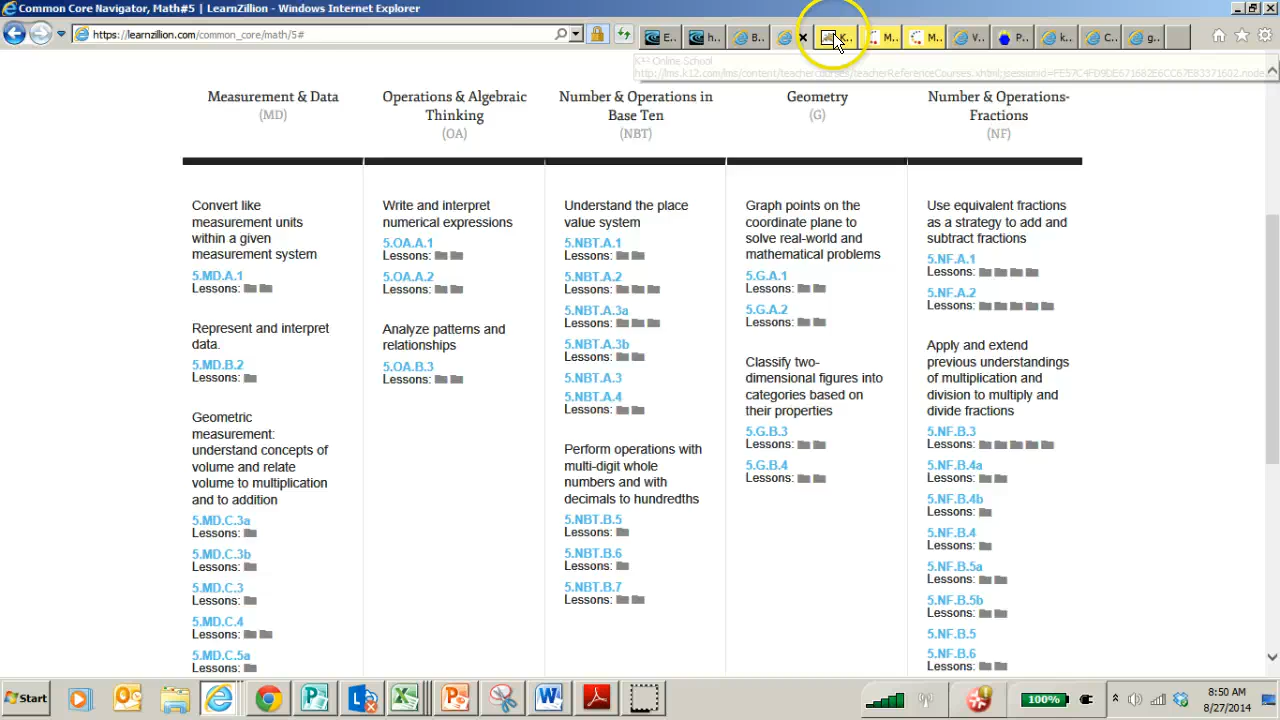 Common Core Navigator, Math#5 | LearnZillion - Windows Internet Explorer
https://learnzillion.com/common_core/math/5#
E.. h.. B.. K.. M.. M.. V.. P.. k.. C.. g..
K12 Online School
Measurement & Data
(MD)
Convert like
measurement units
within a given
measurement system
5.MD.A.1
Lessons:
Represent and interpret
data.
5.MD.B.2
Lessons:
Geometric
measurement:
understand concepts of
volume and relate
volume to multiplication
and to addition
5.MD.C.3a
Lessons:
5.MD.C.3b
Lessons:
5.MD.C.3
Lessons:
5.MD.C.4
Lessons:
5.MD.C.5a
Lessons:
Operations & Algebraic
Thinking
(OA)
Write and interpret
numerical expressions
5.OA.A.1
Lessons:
5.OA.A.2
Lessons:
Analyze patterns and
relationships
5.OA.B.3
Lessons:
Number & Operations in
Base Ten
(NBT)
Understand the place
value system
5.NBT.A.1
Lessons:
5.NBT.A.2
Lessons:
5.NBT.A.3a
Lessons:
5.NBT.A.3b
Lessons:
5.NBT.A.3
5.NBT.A.4
Lessons:
Perform operations with
multi-digit whole
numbers and with
decimals to hundredths
5.NBT.B.5
Lessons:
5.NBT.B.6
Lessons:
5.NBT.B.7
Lessons:
Geometry
(G)
Graph points on the
coordinate plane to
solve real-world and
mathematical problems
5.G.A.1
Lessons:
5.G.A.2
Lessons:
Classify two-
dimensional figures into
categories based on
their properties
5.G.B.3
Lessons:
5.G.B.4
Lessons:
Number & Operations-
Fractions
(NF)
Use equivalent fractions
as a strategy to add and
subtract fractions
5.NF.A.1
Lessons:
5.NF.A.2
Lessons:
Apply and extend
previous understandings
of multiplication and
division to multiply and
divide fractions
5.NF.B.3
Lessons:
5.NF.B.4a
Lessons:
5.NF.B.4b
Lessons:
5.NF.B.4
Lessons:
5.NF.B.5a
Lessons:
5.NF.B.5b
Lessons:
5.NF.B.5
5.NF.B.6
Lessons:
Start
100%
8:50 AM
8/27/2014